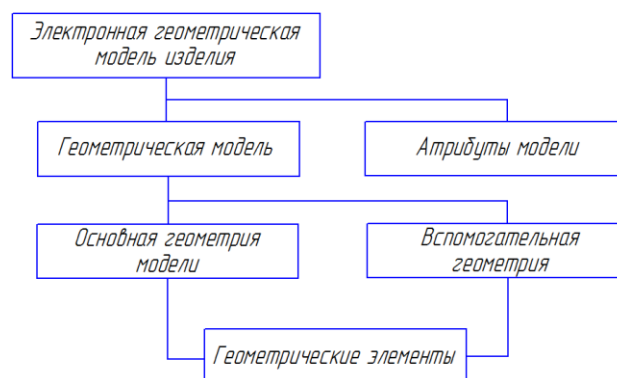 Электронная геометрическая
модель изделия
Геометрическая модель
Атрибуты модели
Основная геометрия
модели
Вспомогательная
геометрия
Геометрические элементы